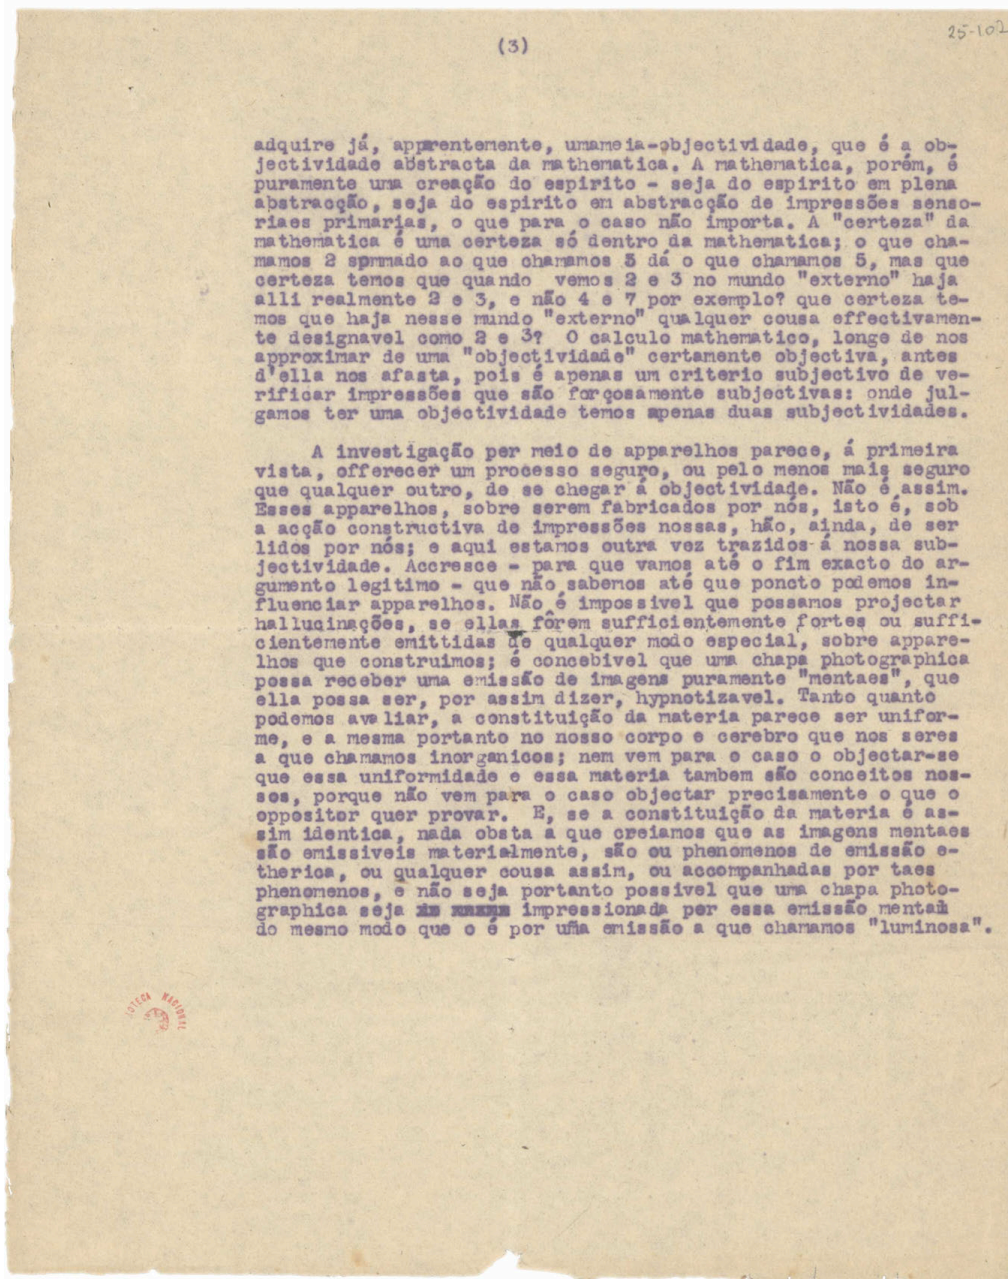 25-102
(3)
adquire já, apparentemente, umameia-objectividade, que é a ob-
jectividade abstracta da mathematica. A mathematica, porém, é
puramente uma creação do espirito - seja do espirito em plena
abstracção, seja do espirito em abstracção de impressões senso-
riaes primarias, o que para o caso não importa. A "certeza" da
mathematica é uma certeza só dentro da mathematica; o que cha-
mamos 2 sommado ao que chamamos 3 dá o que chamamos 5, mas que
certeza temos que quando vemos 2 e 3 no mundo "externo" haja
alli realmente 2 e 3, e não 4 e 7 por exemplo? que certeza te-
mos que haja nesse mundo "externo" qualquer cousa effectivamen-
te designavel como 2 e 3? O calculo mathematico, longe de nos
approximar de uma "objectividade" certamente objectiva, antes
d'ella nos afasta, pois é apenas um criterio subjectivo de ve-
rificar impressões que são forçosamente subjectivas: onde jul-
gamos ter uma objectividade temos apenas duas subjectividades.
A investigação per meio de apparelhos parece, á primeira
vista, offerecer um processo seguro, ou pelo menos mais seguro
que qualquer outro, de se chegar á objectividade. Não é assim.
Esses apparelhos, sobre serem fabricados por nós, isto é, sob
a acção constructiva de impressões nossas, hão, ainda, de ser
lidos por nós; e aqui estamos outra vez trazidos á nossa sub-
jectividade. Accresce - para que vamos até o fim exacto do ar-
gumento legitimo - que não sabemos até que poncto podemos in-
fluenciar apparelhos. Não é impossivel que possamos projectar
hallucinações, se ellas fôrem sufficientemente fortes ou suffi-
cientemente emittidas de qualquer modo especial, sobre appare-
lhos que construimos; é concebivel que uma chapa photographica
possa receber uma emissão de imagens puramente "mentaes", que
ella possa ser, por assim dizer, hypnotizavel. Tanto quanto
podemos avaliar, a constituição da materia parece ser unifor-
me, e a mesma portanto no nosso corpo e cerebro que nos seres
a que chamamos inorganicos; nem vem para o caso o objectar-se
que essa uniformidade e essa materia tambem são conceitos nos-
sos, porque não vem para o caso objectar precisamente o que o
oppositor quer provar. E, se a constituição da materia é as-
sim identica, nada obsta a que creiamos que as imagens mentaes
são emissiveis materialmente, são ou phenomenos de emissão e-
therica, ou qualquer cousa assim, ou accompanhadas por taes
phenomenos, e não seja portanto possivel que uma chapa photo-
graphica seja impressionada per essa emissão mental
do mesmo modo que o é por uma emissão a que chamamos "luminosa".
OTECA NACIONAL